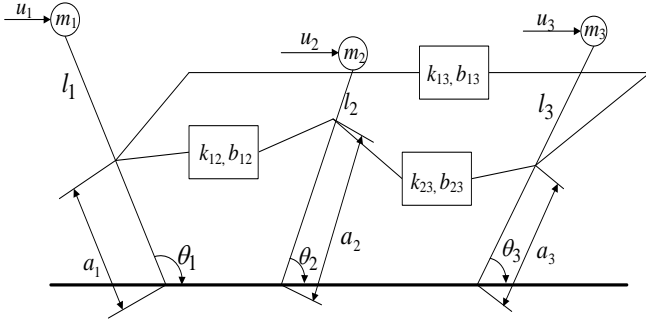 u₁
m₁
u₂
m₂
u₃
m₃
k₁₃, b₁₃
l₁
l₂
l₃
k₁₂, b₁₂
k₂₃, b₂₃
a₁
θ₁
θ₂
a₂
θ₃
a₃